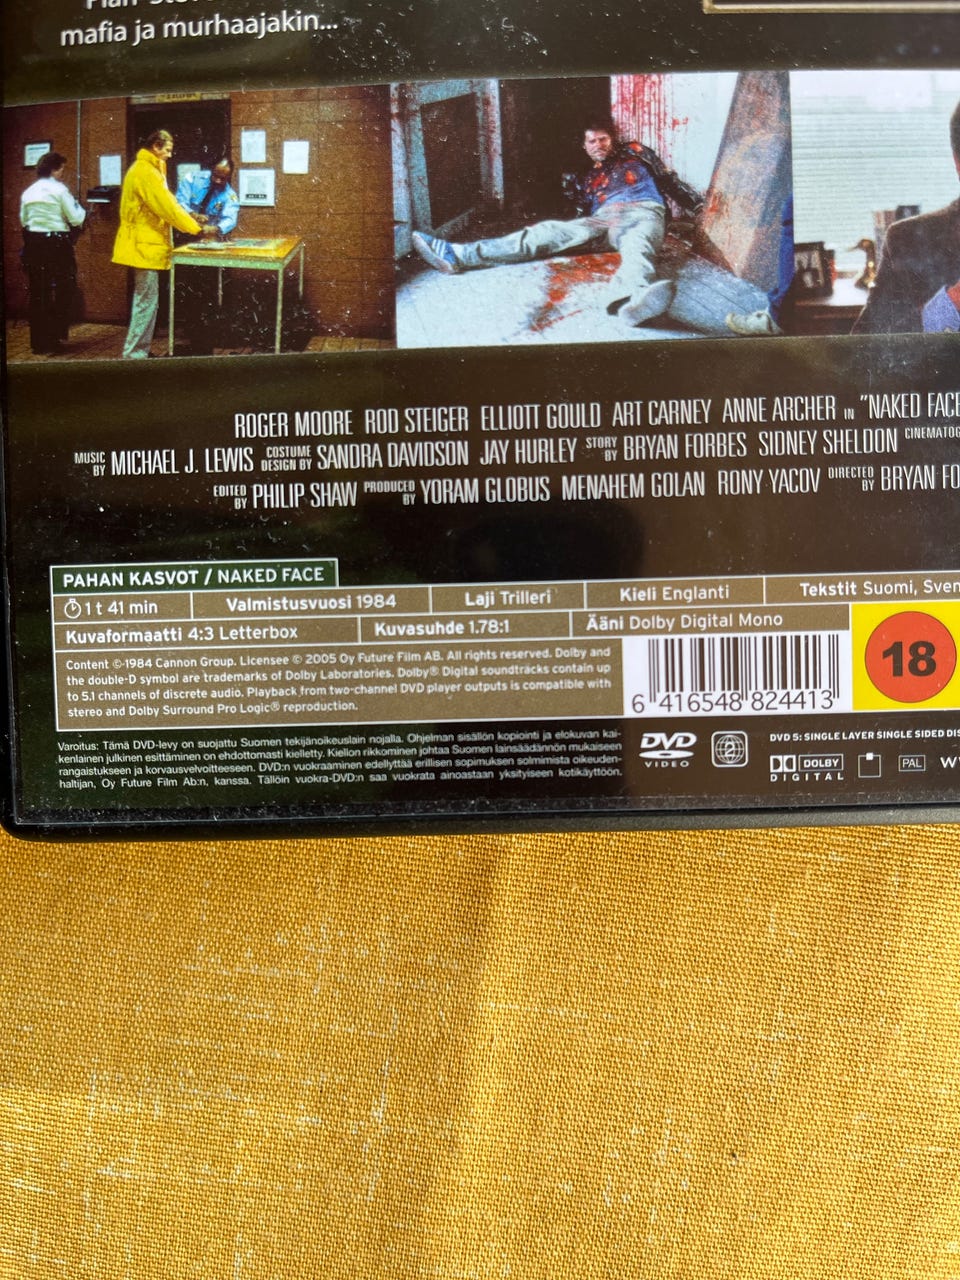 mafia ja murhaajakin...
ROGER MOORE ROD STEIGER ELLIOTT GOULD ART CARNEY ANNE ARCHER IN "NAKED FACE
MUSIC BY MICHAEL J. LEWIS COSTUME DESIGN BY SANDRA DAVIDSON JAY HURLEY STORY BY BRYAN FORBES SIDNEY SHELDON CINEMATOG
EDITED BY PHILIP SHAW PRODUCED BY YORAM GLOBUS MENAHEM GOLAN RONY YACOV DIRECTED BY BRYAN FO
PAHAN KASVOT / NAKED FACE
1 t 41 min Valmistusvuosi 1984 Laji Trilleri Kieli Englanti Tekstit Suomi, Sven
Kuvaformaatti 4:3 Letterbox Kuvasuhde 1.78:1 Ääni Dolby Digital Mono
Content ©1984 Cannon Group. Licensee © 2005 Oy Future Film AB. All rights reserved. Dolby and
the double-D symbol are trademarks of Dolby Laboratories. Dolby® Digital soundtracks contain up
to 5.1 channels of discrete audio. Playback from two-channel DVD player outputs is compatible with
stereo and Dolby Surround Pro Logic® reproduction.
6 416548 824413
18
Varoitus: Tämä DVD-levy on suojattu Suomen tekijänoikeuslain nojalla. Ohjelman sisällön kopiointi ja elokuvan kai-
kenlainen julkinen esittäminen on ehdottomasti kielletty. Kiellon rikkominen johtaa Suomen lainsäädännön mukaiseen
rangaistukseen ja korvausvelvoitteeseen. DVD:n vuokraaminen edellyttää erillisen sopimuksen solmimista oikeuden-
haltijan, Oy Future Film Ab:n, kanssa. Tällöin vuokra-DVD:n saa vuokrata ainoastaan yksityiseen kotikäyttöön.
DVD VIDEO
2
DVD 5: SINGLE LAYER SINGLE SIDED DIS
DOLBY DIGITAL
PAL